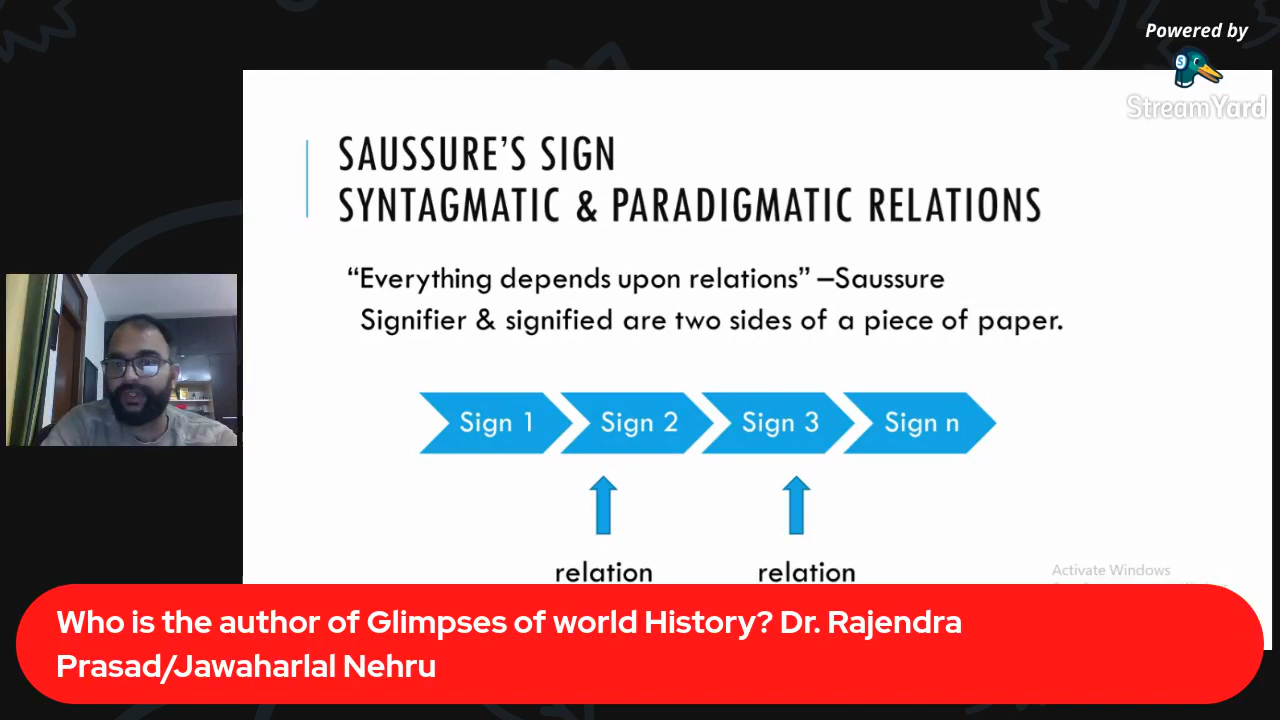 Powered by
StreamYard
SAUSSURE'S SIGN
SYNTAGMATIC & PARADIGMATIC RELATIONS
“Everything depends upon relations” –Saussure
Signifier & signified are two sides of a piece of paper.
Sign 1 Sign 2 Sign 3 Sign n
relation relation
Activate Windows
Who is the author of Glimpses of world History? Dr. Rajendra
Prasad/Jawaharlal Nehru